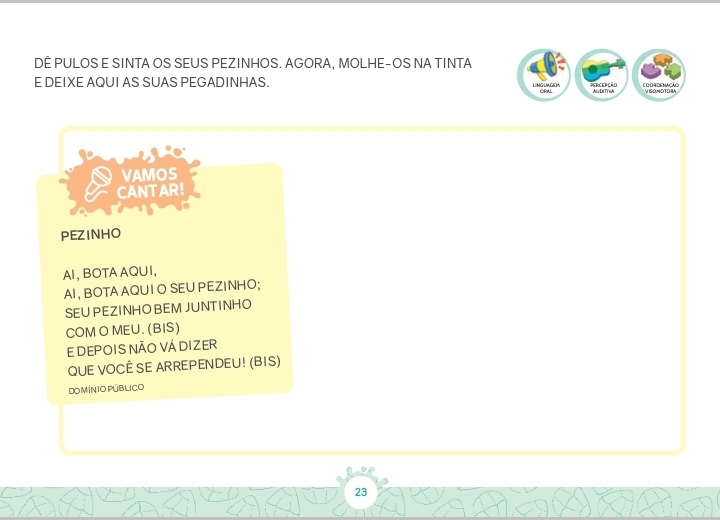 DÊ PULOS E SINTA OS SEUS PEZINHOS. AGORA, MOLHE-OS NA TINTA
E DEIXE AQUI AS SUAS PEGADINHAS.
LINGUAGEM
ORAL
PERCEPÇÃO
AUDITIVA
COORDENAÇÃO
VISOMOTORA
VAMOS
CANTAR!
PEZINHO
AI, BOTA AQUI,
AI, BOTA AQUI O SEU PEZINHO;
SEU PEZINHO BEM JUNTINHO
COM O MEU. (BIS)
E DEPOIS NÃO VÁ DIZER
QUE VOCÊ SE ARREPENDEU! (BIS)
DOMÍNIO PÚBLICO
23